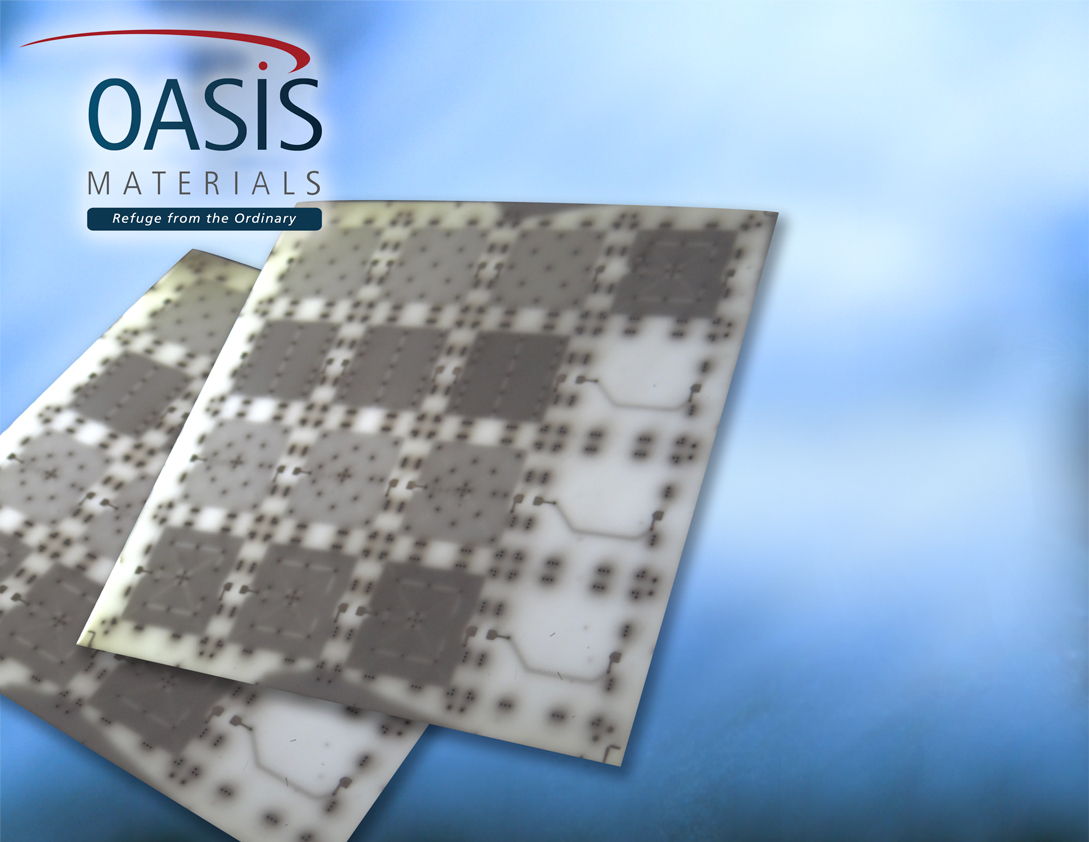 OASiS
MATERIALS
Refuge from the Ordinary